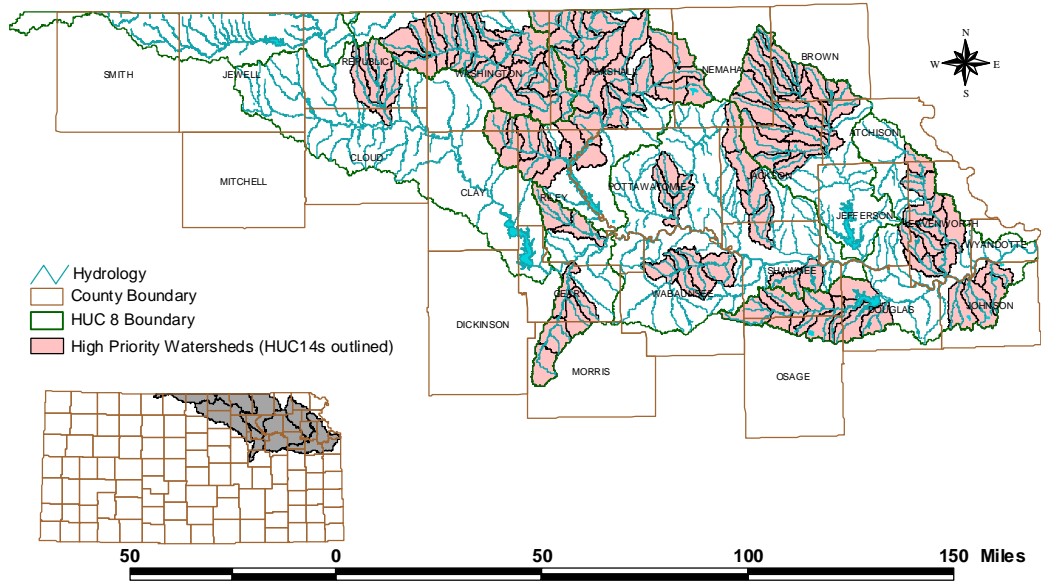 N
W E
S
SMITH
JEWELL
REPUBLIC
WASHINGTON
MARSHALL
NEMAHA
BROWN
ATCHISON
MITCHELL
CLOUD
CLAY
RILEY
POTTAWATOMIE
JACKSON
JEFFERSON
LEAVENWORTH
WYANDOTTE
SHAWNEE
GEARY
WABAUNSEE
DOUGLAS
JOHNSON
DICKINSON
MORRIS
OSAGE
Hydrology
County Boundary
HUC 8 Boundary
High Priority Watersheds (HUC14s outlined)
50 0 50 100 150 Miles